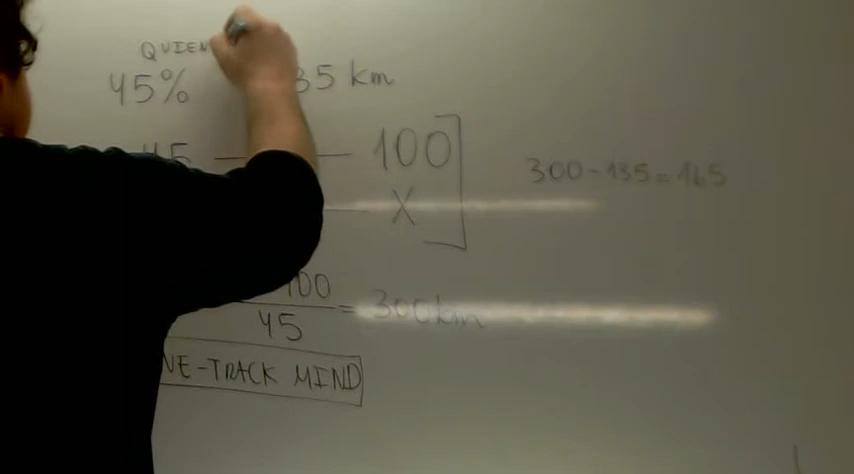 QUIEN
45% 35 km
45 — 100
— X
300-135=165
100
45
= 300km
NE-TRACK MIND